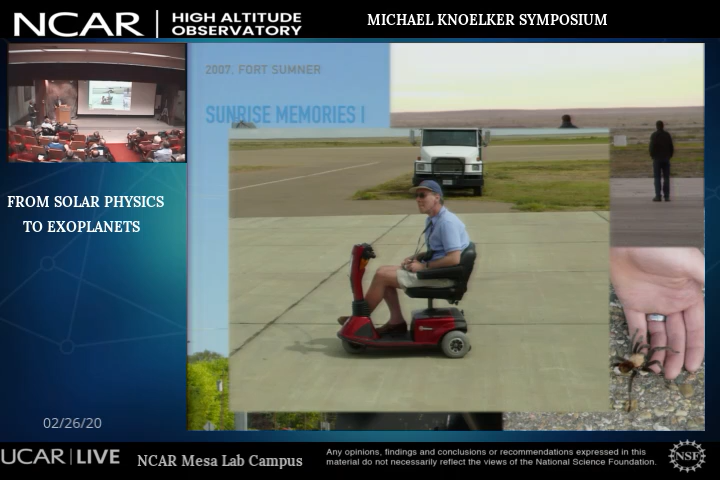 NCAR
HIGH ALTITUDE
OBSERVATORY
MICHAEL KNOELKER SYMPOSIUM
2007. FORT SUMNER
SUNRISE MEMORIES I
FROM SOLAR PHYSICS
TO EXOPLANETS
02/26/20
UCAR LIVE
NCAR Mesa Lab Campus
Any opinions, findings and conclusions or recommendations expressed in this
material do not necessarily reflect the views of the National Science Foundation.
NSF